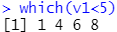 > which(v1<5)
[1] 1 4 6 8